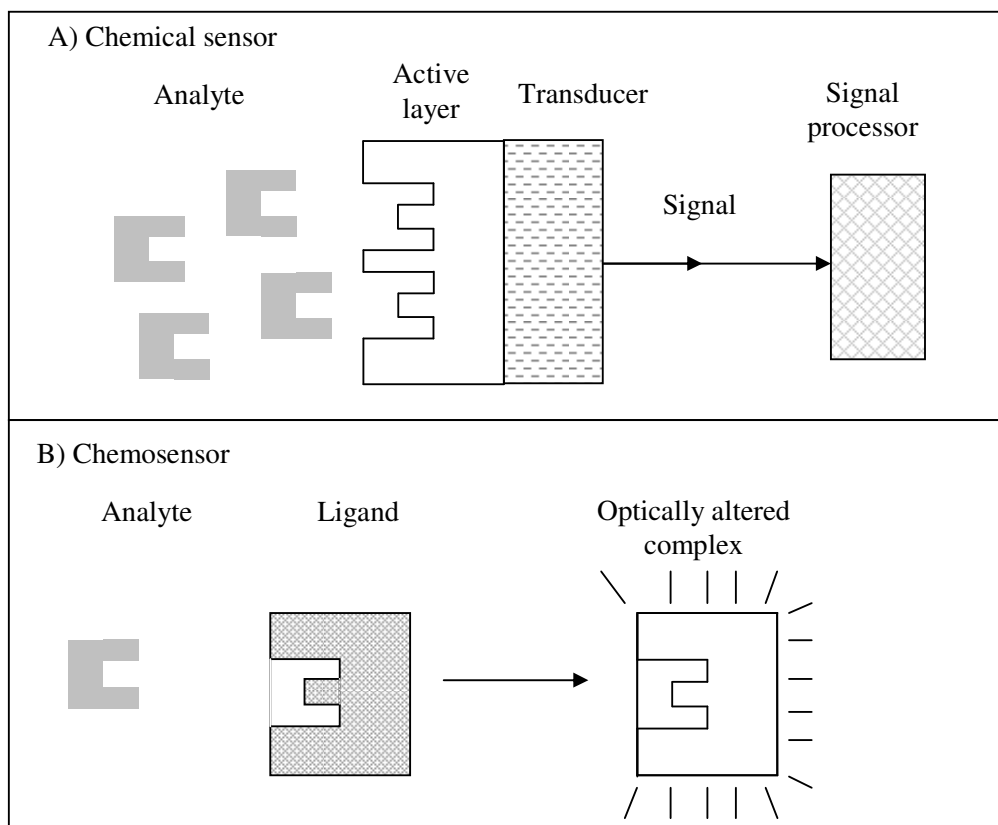 A) Chemical sensor
Analyte
Active
layer
Transducer
Signal
processor
Signal
B) Chemosensor
Analyte
Ligand
Optically altered
complex